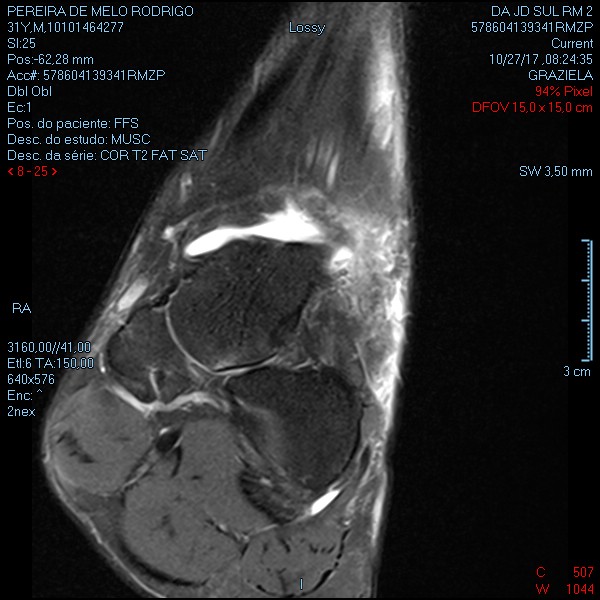 PEREIRA DE MELO RODRIGO
31Y,M,10101464277
Sl:25
Pos:-62,28 mm
Acc#: 578604139341RMZP
Dbl Obl
Ec:1
Pos. do paciente: FFS
Desc. do estudo: MUSC
Desc. da série: COR T2 FAT SAT
< 8 - 25 >
Lossy
DA JD SUL RM 2
578604139341RMZP
Current
10/27/17 ,08:24:35
GRAZIELA
94% Pixel
DFOV 15,0 x 15,0 cm
SW 3,50 mm
RA
3160,00//41,00
Etl:6 TA:150.00
640x576
Enc: ^
2nex
3 cm
I
C 507
W 1044